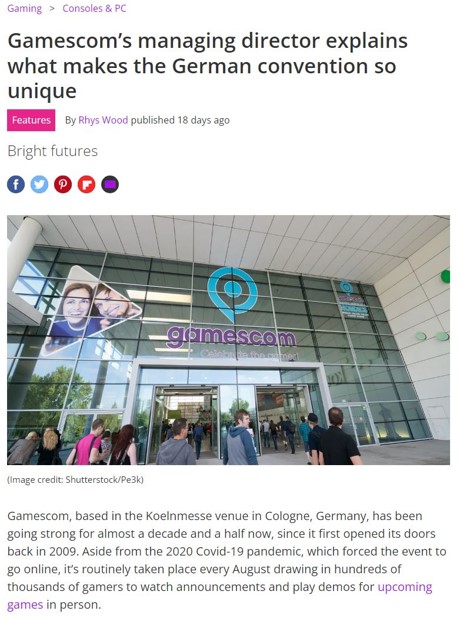 Gaming > Consoles & PC
Gamescom’s managing director explains
what makes the German convention so
unique
Features By Rhys Wood published 18 days ago
Bright futures
gamescom
(Image credit: Shutterstock/Pe3k)
Gamescom, based in the Koelnmesse venue in Cologne, Germany, has been
going strong for almost a decade and a half now, since it first opened its doors
back in 2009. Aside from the 2020 Covid-19 pandemic, which forced the event to
go online, it’s routinely taken place every August drawing in hundreds of
thousands of gamers to watch announcements and play demos for upcoming
games in person.